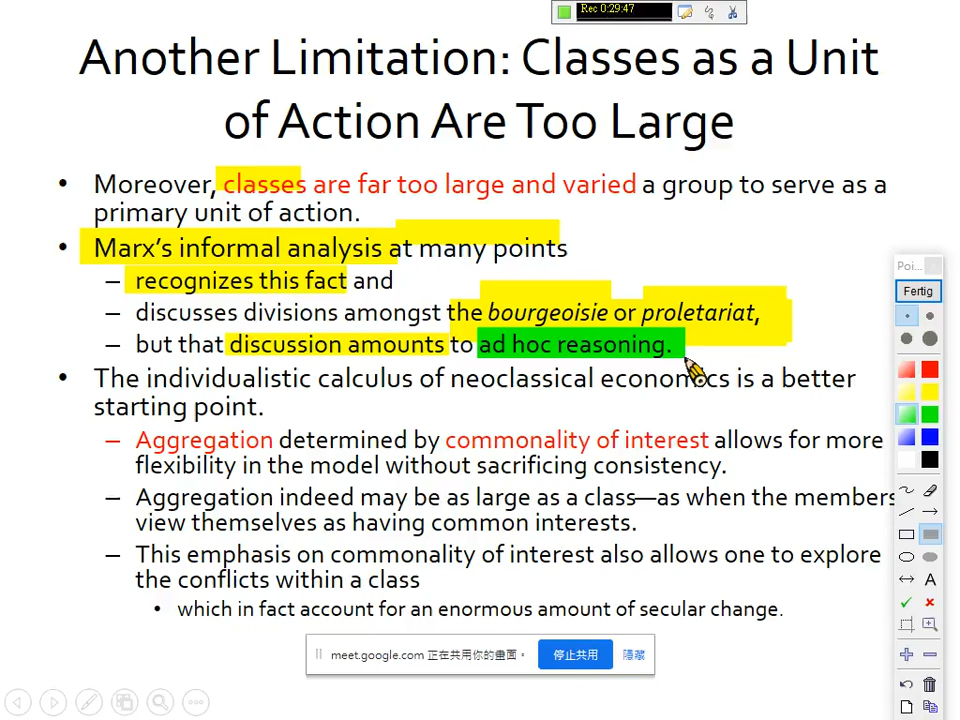 Rec 0:29:47
Another Limitation: Classes as a Unit
of Action Are Too Large
• Moreover, classes are far too large and varied a group to serve as a
primary unit of action.
• Marx’s informal analysis at many points
– recognizes this fact and
– discusses divisions amongst the bourgeoisie or proletariat,
– but that discussion amounts to ad hoc reasoning.
• The individualistic calculus of neoclassical economics is a better
starting point.
– Aggregation determined by commonality of interest allows for more
flexibility in the model without sacrificing consistency.
– Aggregation indeed may be as large as a class—as when the members
view themselves as having common interests.
– This emphasis on commonality of interest also allows one to explore
the conflicts within a class
• which in fact account for an enormous amount of secular change.
Poi...
Fertig
A
meet.google.com 正在共用你的畫面。 停止共用 隱藏